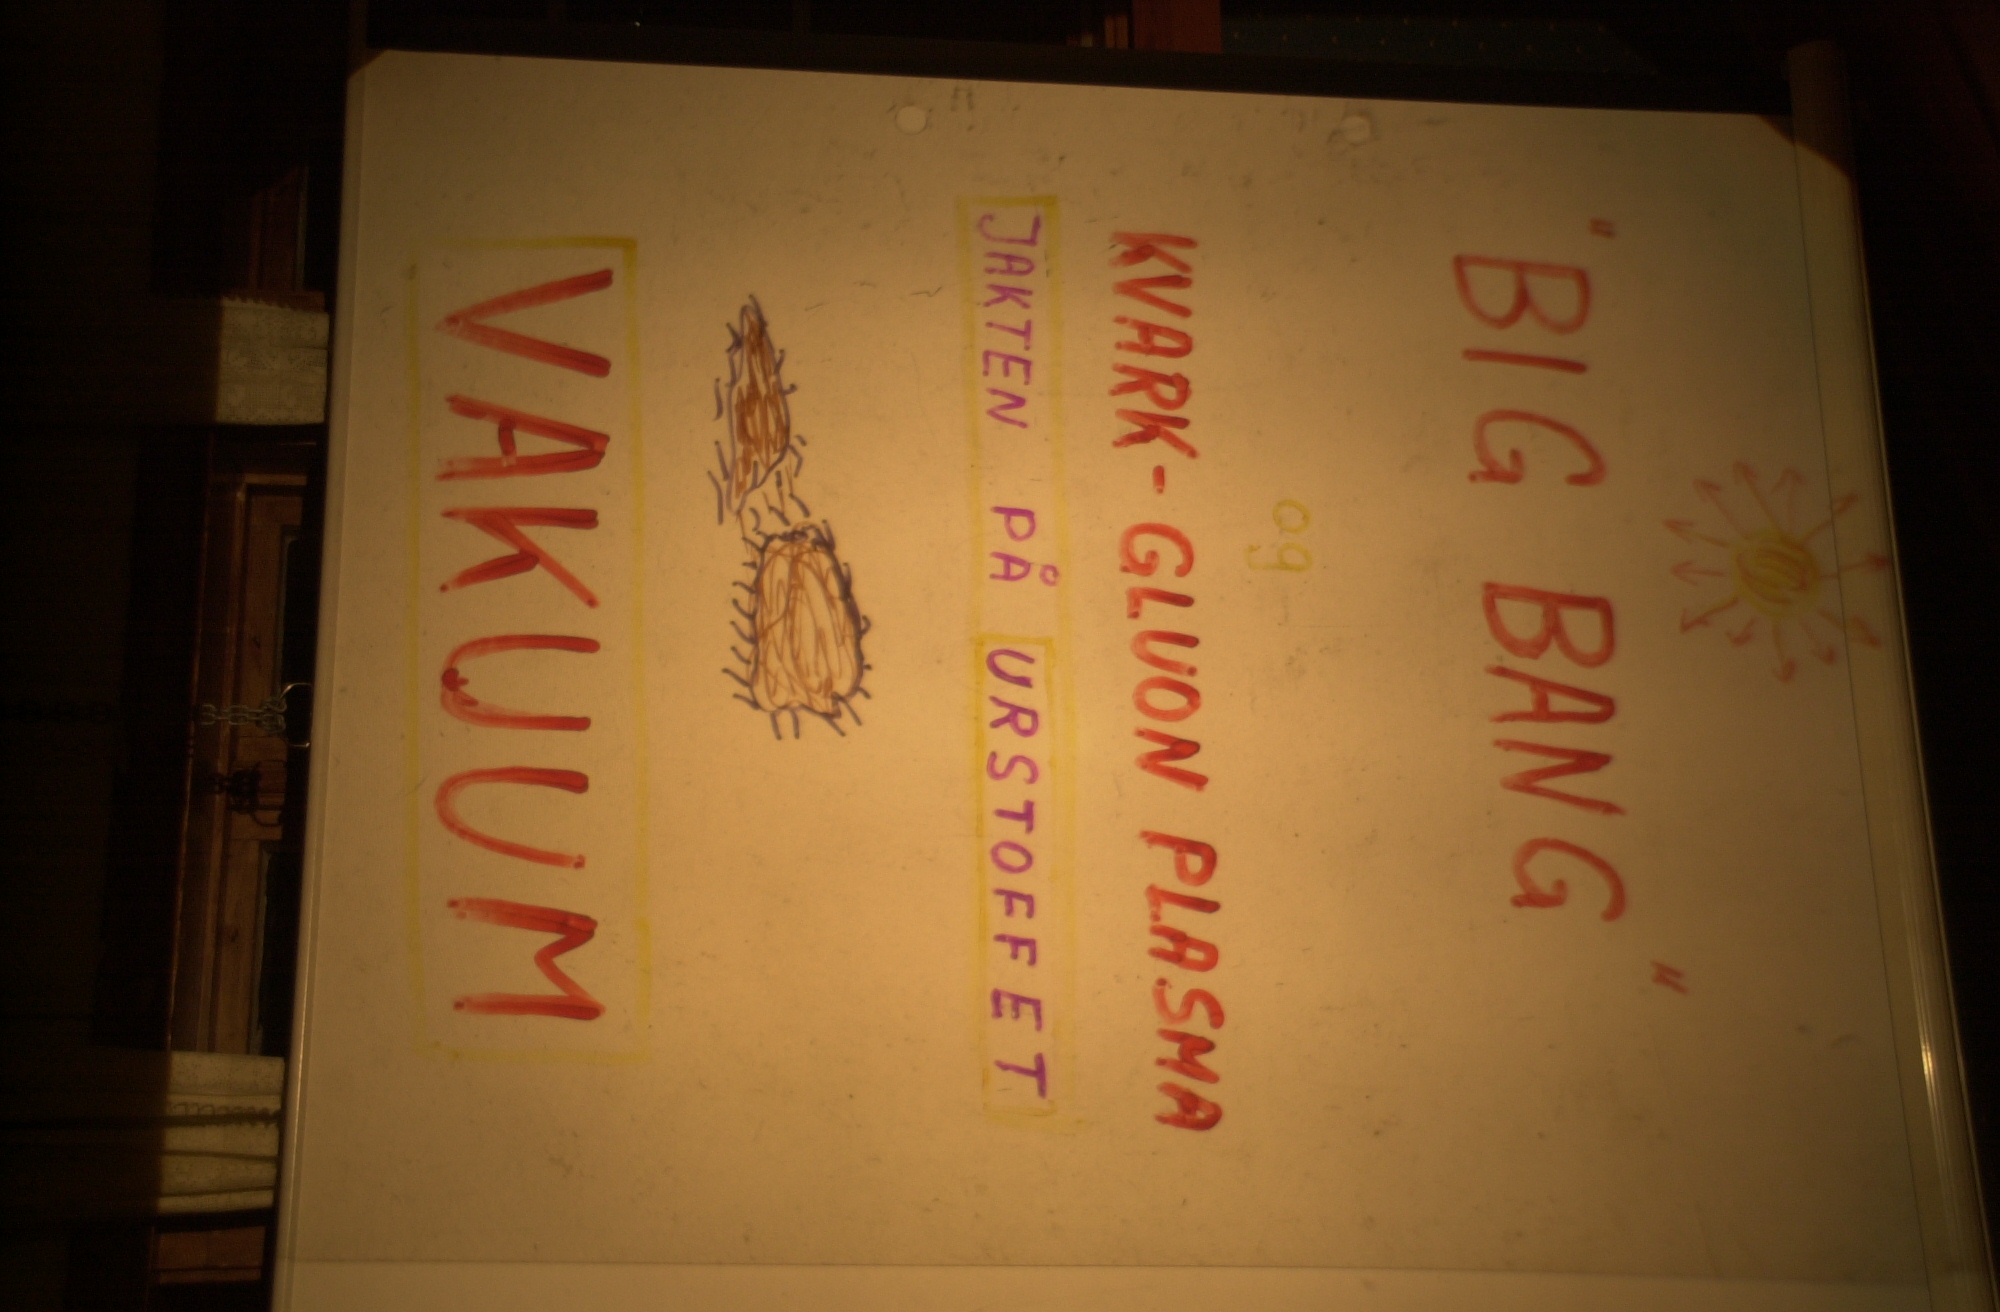 "BIG BANG"
og
KVARK-GLUON PLASMA
JAKTEN PÅ URSTOFFET
VAKUUM